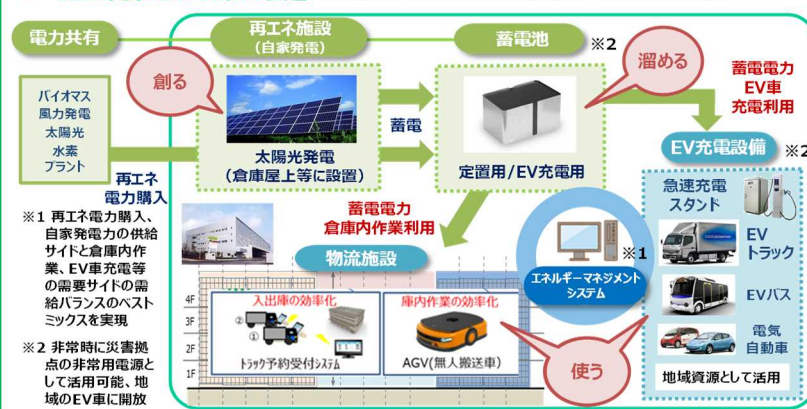 電力共有
再エネ施設
(自家発電)
蓄電池
※2
創る
溜める
蓄電電力
EV車
充電利用
バイオマス
風力発電
太陽光
水素
プラント
再エネ
電力購入
太陽光発電
(倉庫屋上等に設置)
蓄電
定置用/EV充電用
EV充電設備
※2
急速充電
スタンド
EV
トラック
EVバス
電気
自動車
地域資源として活用
※1 再エネ電力購入、
自家発電力の供給
サイドと倉庫内作
業、EV車充電等
の需要サイドの需
給バランスのベスト
ミックスを実現
※2 非常時に災害拠
点の非常用電源と
して活用可能、地
域のEV車に開放
蓄電電力
倉庫内作業利用
物流施設
※1
エネルギーマネジメント
システム
4F
3F
2F
1F
入出庫の効率化
②
①
トラック予約受付システム
庫内作業の効率化
AGV(無人搬送車)
使う